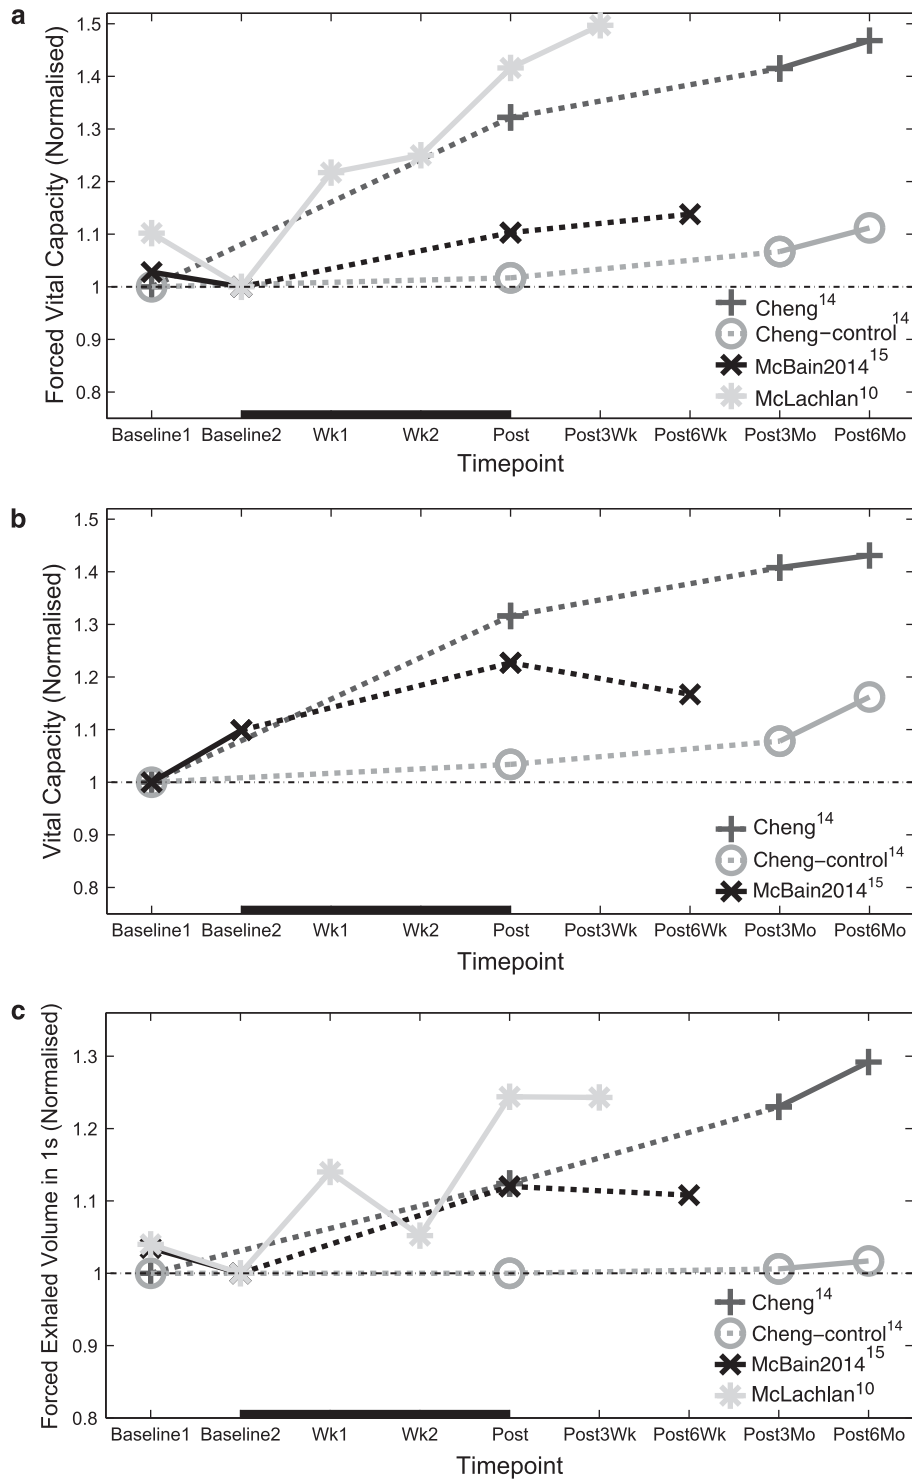 a
Forced Vital Capacity (Normalised)
1.5
1.4
1.3
1.2
1.1
1
0.9
0.8
Cheng14
Cheng−control14
McBain201415
McLachlan10
Baseline1 Baseline2 Wk1 Wk2 Post Post3Wk Post6Wk Post3Mo Post6Mo
Timepoint
b
Vital Capacity (Normalised)
1.5
1.4
1.3
1.2
1.1
1
0.9
0.8
Cheng14
Cheng−control14
McBain201415
Baseline1 Baseline2 Wk1 Wk2 Post Post3Wk Post6Wk Post3Mo Post6Mo
Timepoint
c
Forced Exhaled Volume in 1s (Normalised)
1.3
1.2
1.1
1
0.9
0.8
Cheng14
Cheng−control14
McBain201415
McLachlan10
Baseline1 Baseline2 Wk1 Wk2 Post Post3Wk Post6Wk Post3Mo Post6Mo
Timepoint